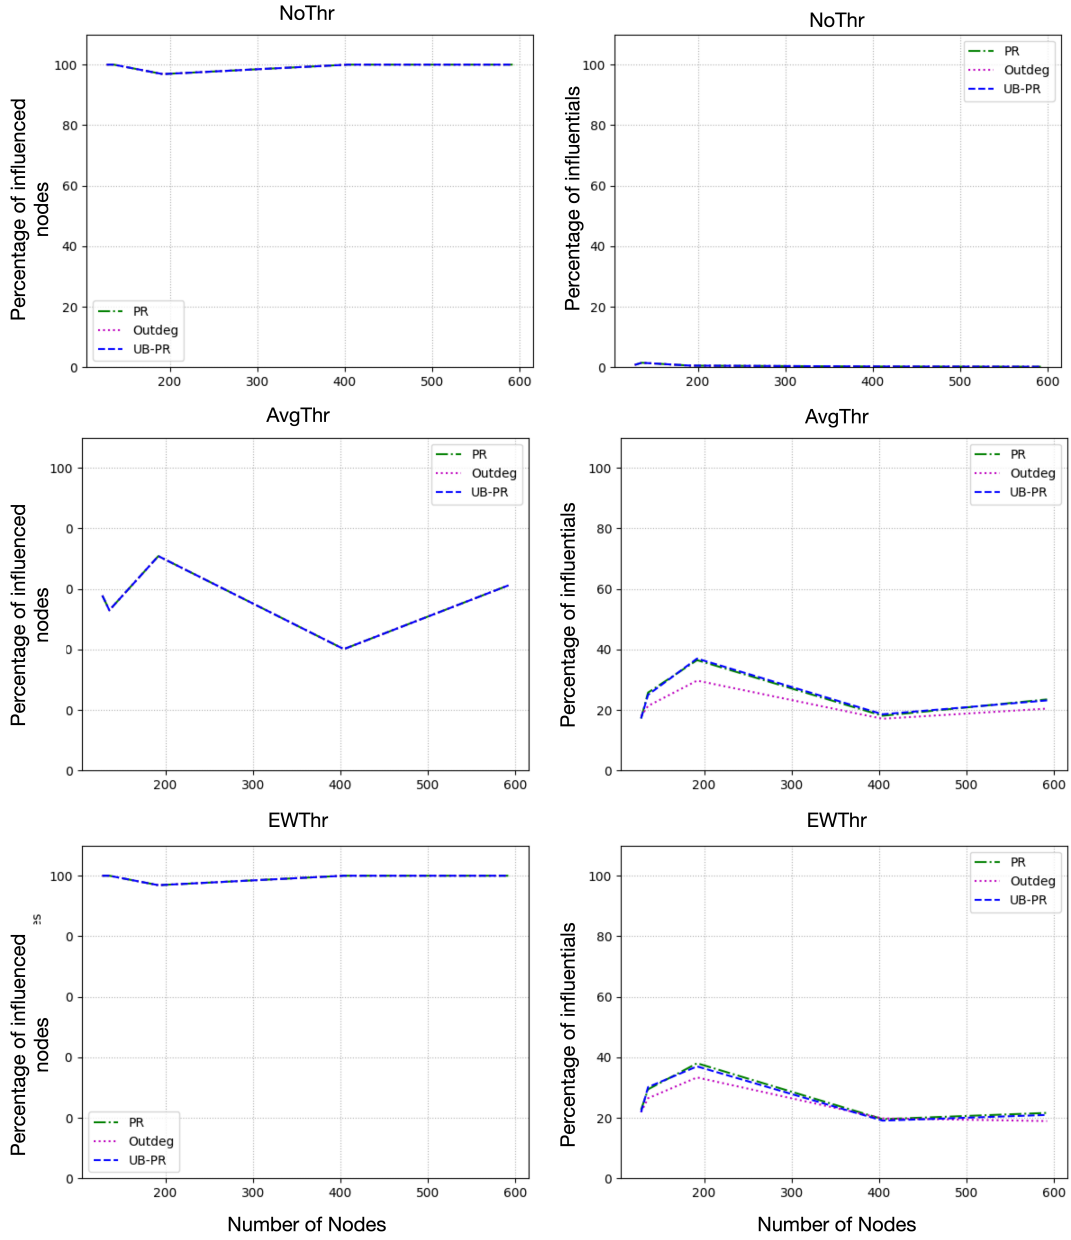 NoThr
Percentage of influenced
nodes
100
80
60
40
20
0
200 300 400 500 600
PR
Outdeg
UB-PR
NoThr
Percentage of influentials
100
80
60
40
20
0
200 300 400 500 600
PR
Outdeg
UB-PR
AvgThr
Percentage of influenced
nodes
100
0
0
0
0
0
200 300 400 500 600
PR
Outdeg
UB-PR
AvgThr
Percentage of influentials
100
80
60
40
20
0
200 300 400 500 600
PR
Outdeg
UB-PR
EWThr
es
Percentage of influenced
nodes
100
0
0
0
0
0
200 300 400 500 600
PR
Outdeg
UB-PR
Number of Nodes
EWThr
Percentage of influentials
100
80
60
40
20
0
200 300 400 500 600
PR
Outdeg
UB-PR
Number of Nodes